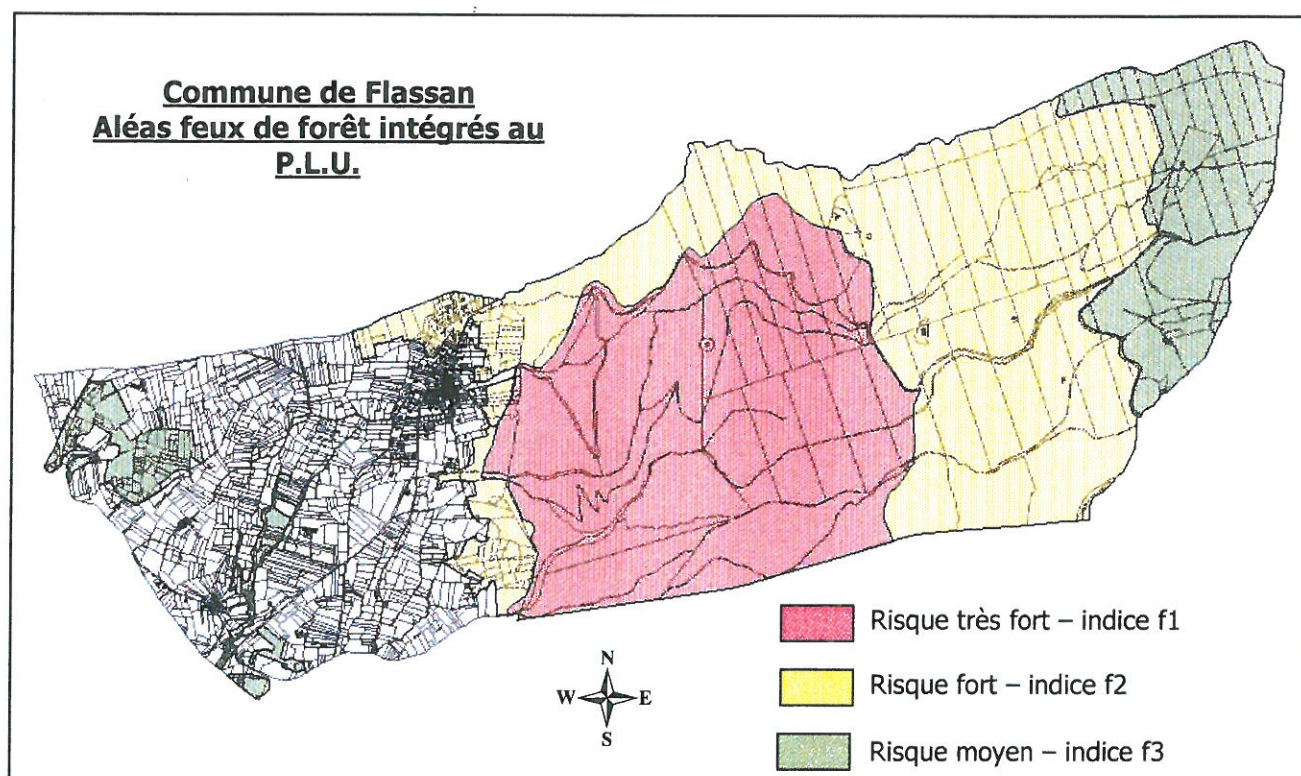 Commune de Flassan
Aléas feux de forêt intégrés au
P.L.U.
N
W E
S
Risque très fort – indice f1
Risque fort – indice f2
Risque moyen – indice f3